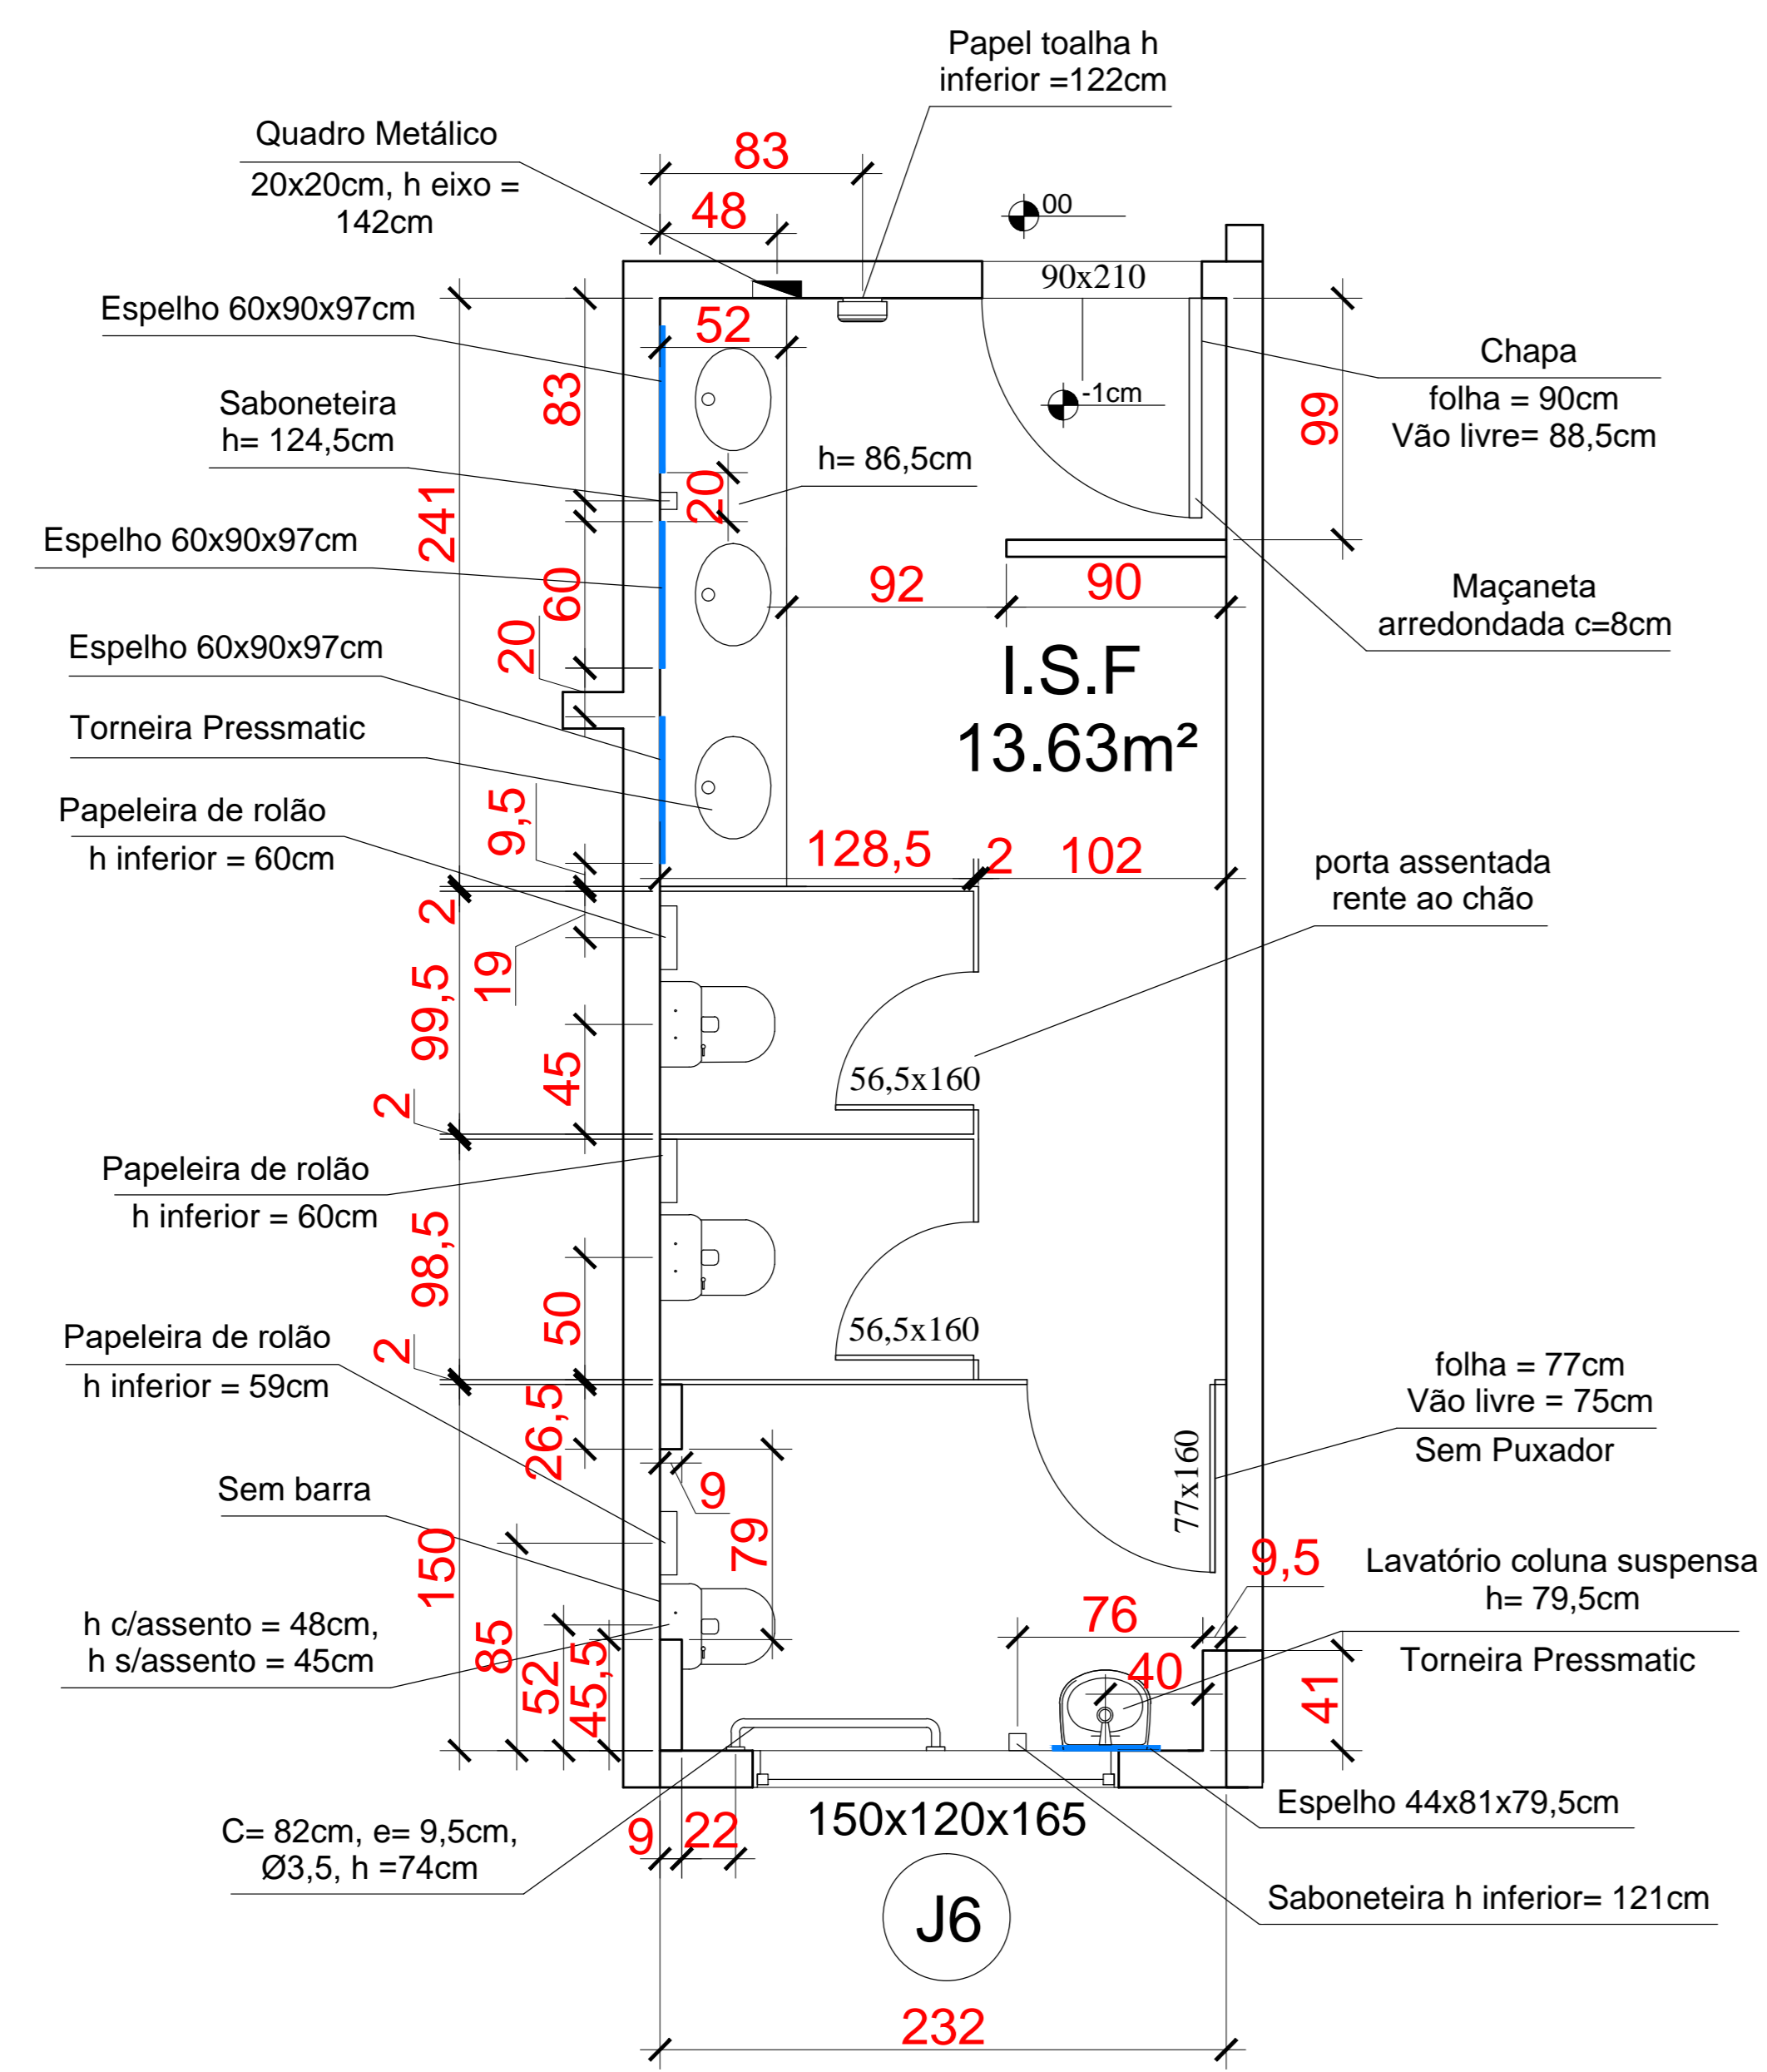 Papel toalha h
inferior =122cm
Quadro Metálico
20x20cm, h eixo =
142cm
83
48
00
90x210
Espelho 60x90x97cm
52
Chapa
folha = 90cm
Vão livre= 88,5cm
-1cm
83
99
Saboneteira
h= 124,5cm
h= 86,5cm
20
241
Espelho 60x90x97cm
60
92
90
Maçaneta
arredondada c=8cm
20
Espelho 60x90x97cm
I.S.F
13.63m²
Torneira Pressmatic
Papeleira de rolão
h inferior = 60cm
9,5
128,5
2
102
porta assentada
rente ao chão
2
19
99,5
45
56,5x160
2
Papeleira de rolão
h inferior = 60cm
98,5
50
56,5x160
2
Papeleira de rolão
h inferior = 59cm
folha = 77cm
Vão livre = 75cm
Sem Puxador
26,5
9
77x160
Sem barra
79
150
9,5
Lavatório coluna suspensa
h= 79,5cm
Torneira Pressmatic
76
40
41
h c/assento = 48cm,
h s/assento = 45cm
85
52
45,5
C= 82cm, e= 9,5cm,
Ø3,5, h =74cm
9
22
150x120x165
Espelho 44x81x79,5cm
J6
Saboneteira h inferior= 121cm
232